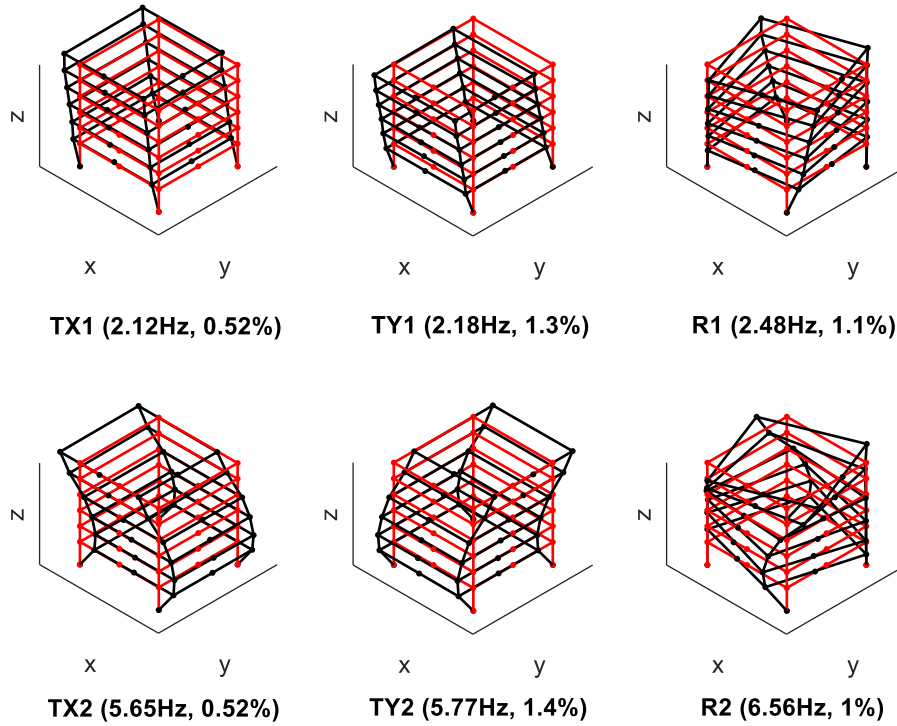 z z z
x y x y x y
TX1 (2.12Hz, 0.52%) TY1 (2.18Hz, 1.3%) R1 (2.48Hz, 1.1%)
z z z
x y x y x y
TX2 (5.65Hz, 0.52%) TY2 (5.77Hz, 1.4%) R2 (6.56Hz, 1%)